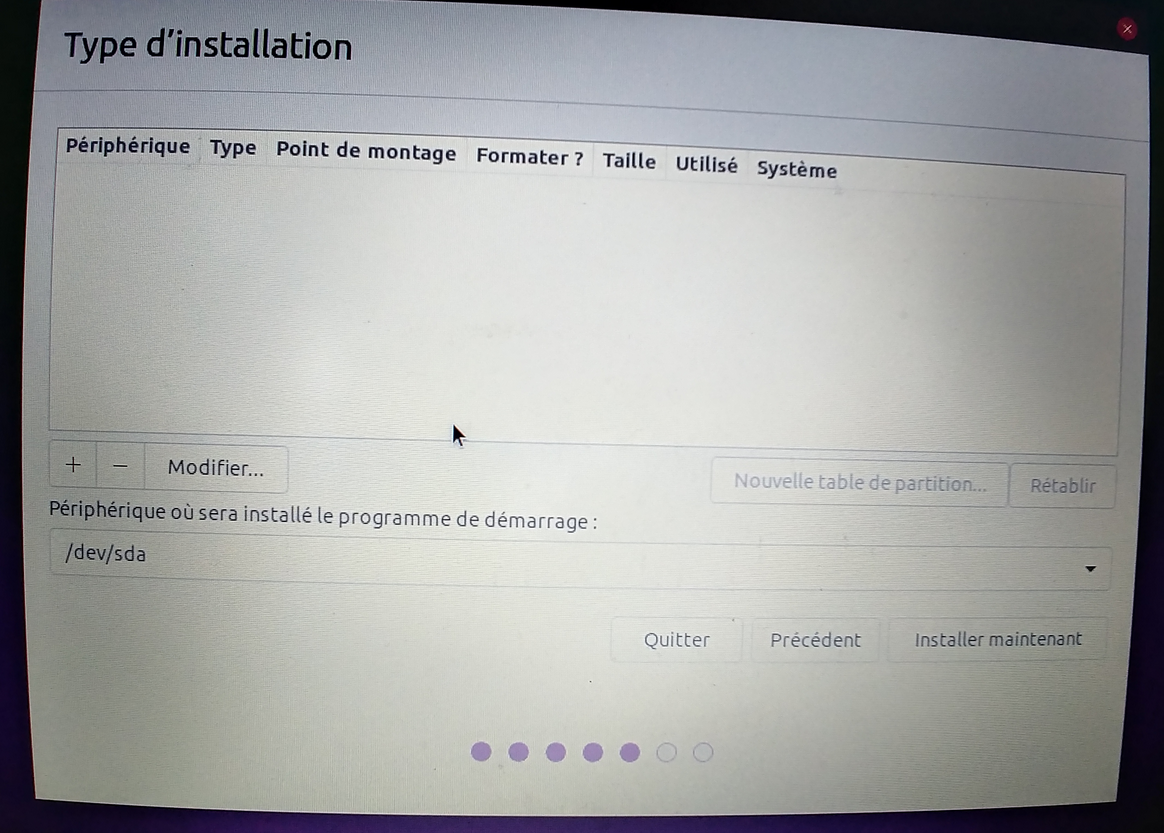 Type d'installation
Périphérique Type Point de montage Formater ? Taille Utilisé Système
+ − Modifier... Nouvelle table de partition... Rétablir
Périphérique où sera installé le programme de démarrage :
/dev/sda
Quitter Précédent Installer maintenant